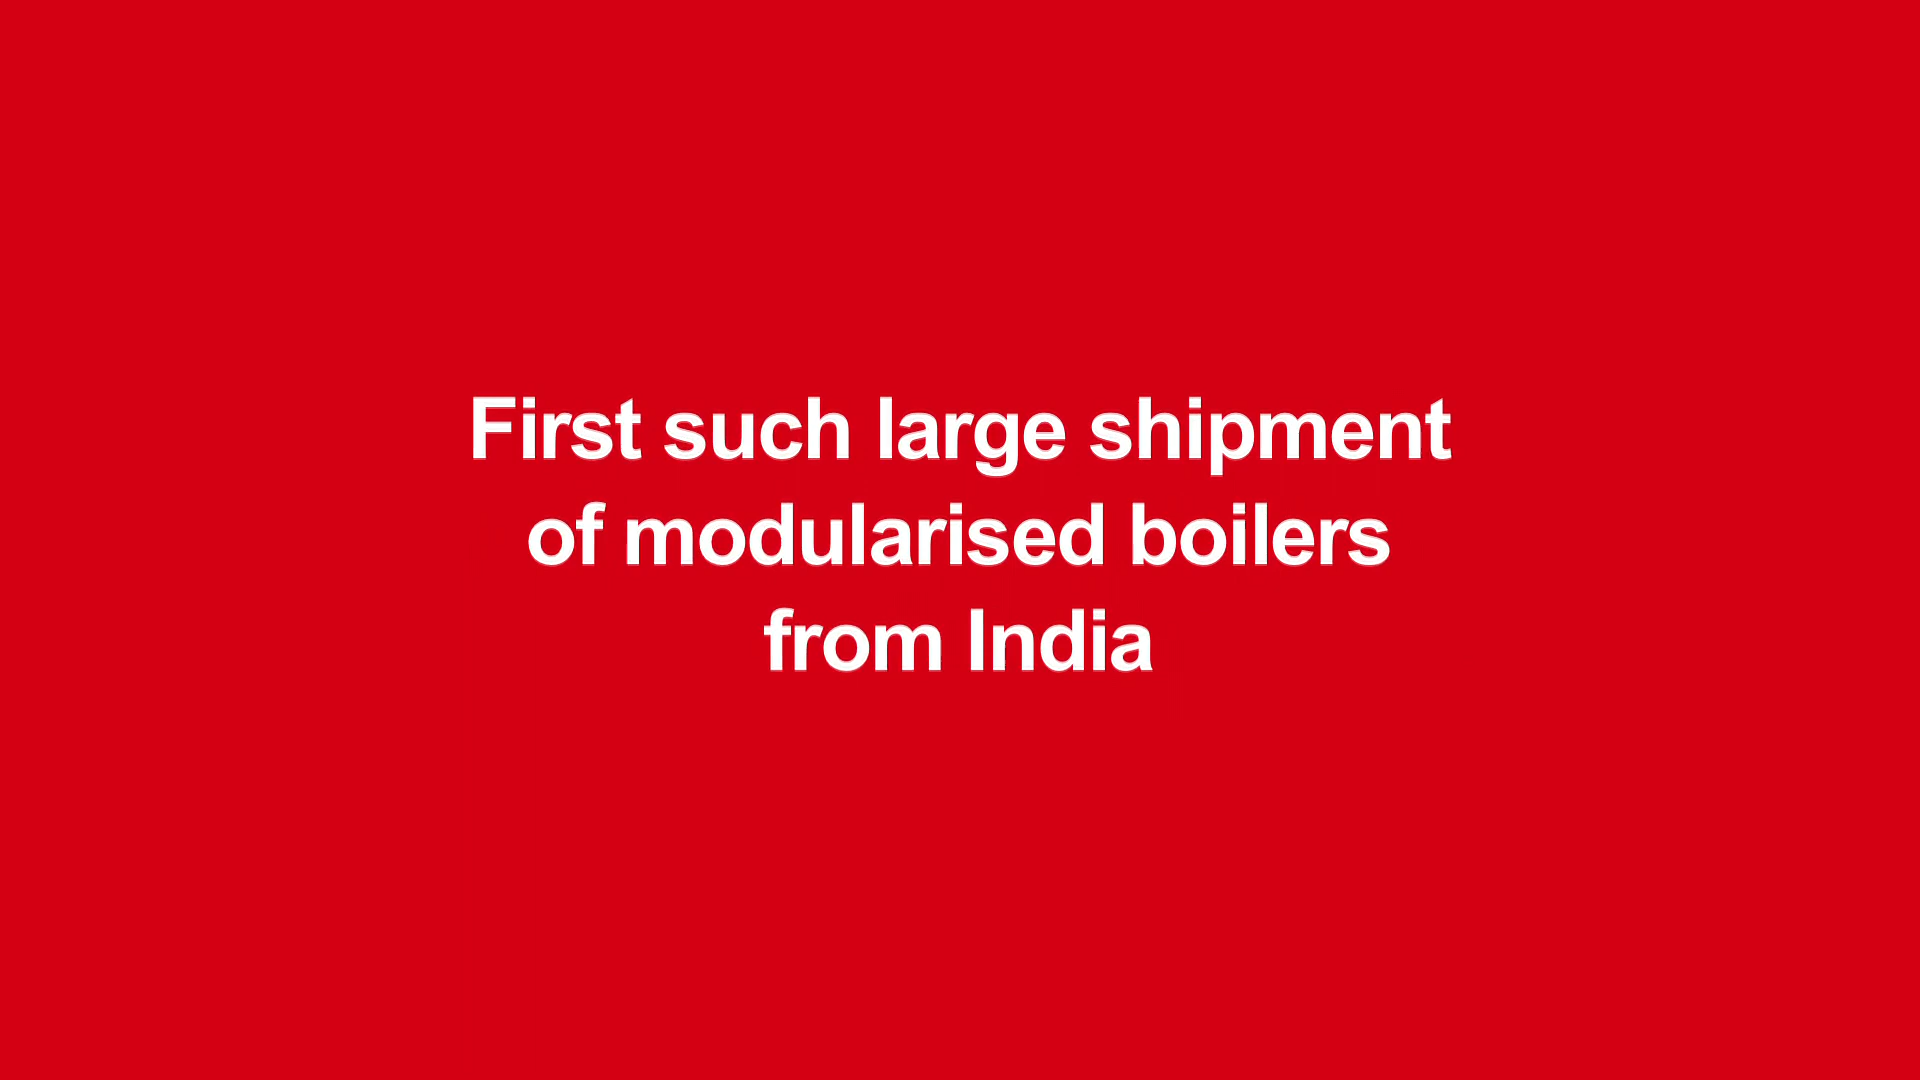 First such large shipment
of modularised boilers
from India